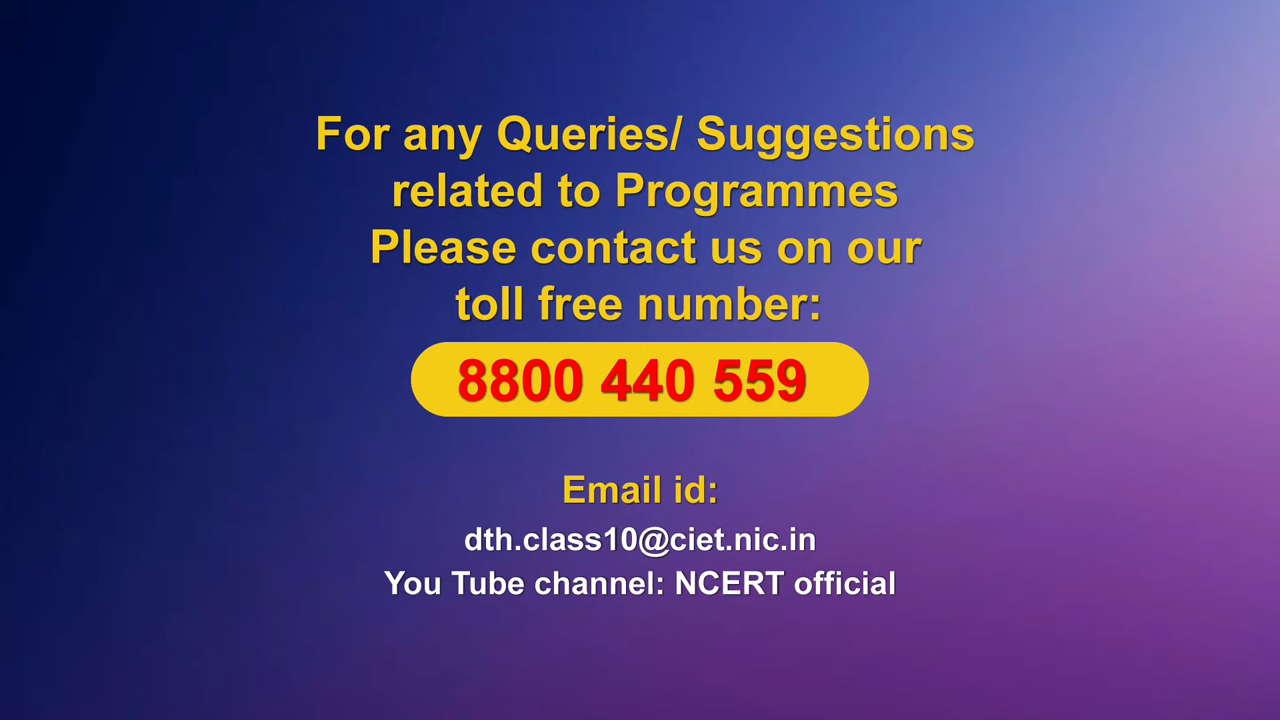 For any Queries/ Suggestions
related to Programmes
Please contact us on our
toll free number:
8800 440 559
Email id:
dth.class10@ciet.nic.in
You Tube channel: NCERT official